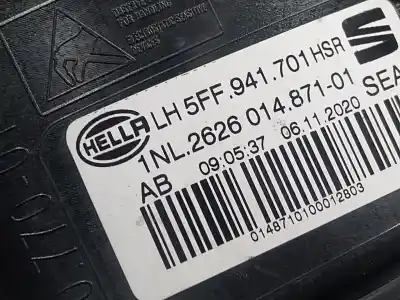 HELLA
LH 5FF.941.701 HSR
1NL.2626 014.871-01 SEA
AB 09:05:37 06.11.2020
01487101000012803